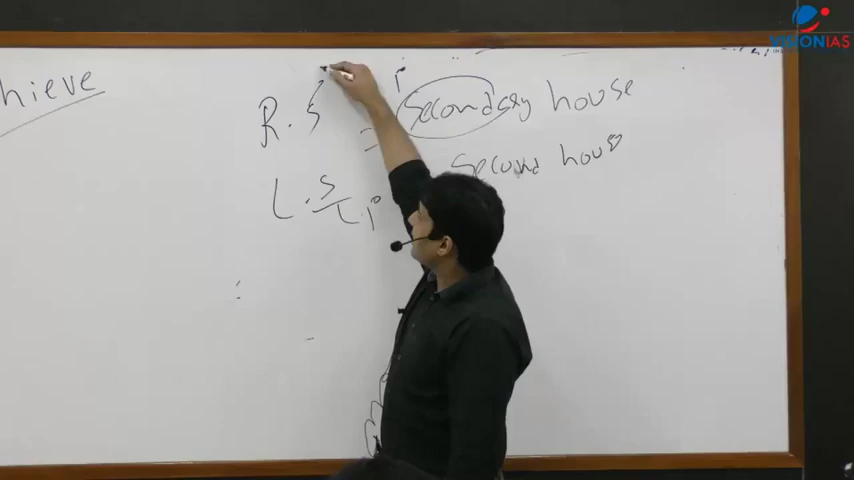 VISIONIAS
hieve
R.S Secondary house
Second house
L.S